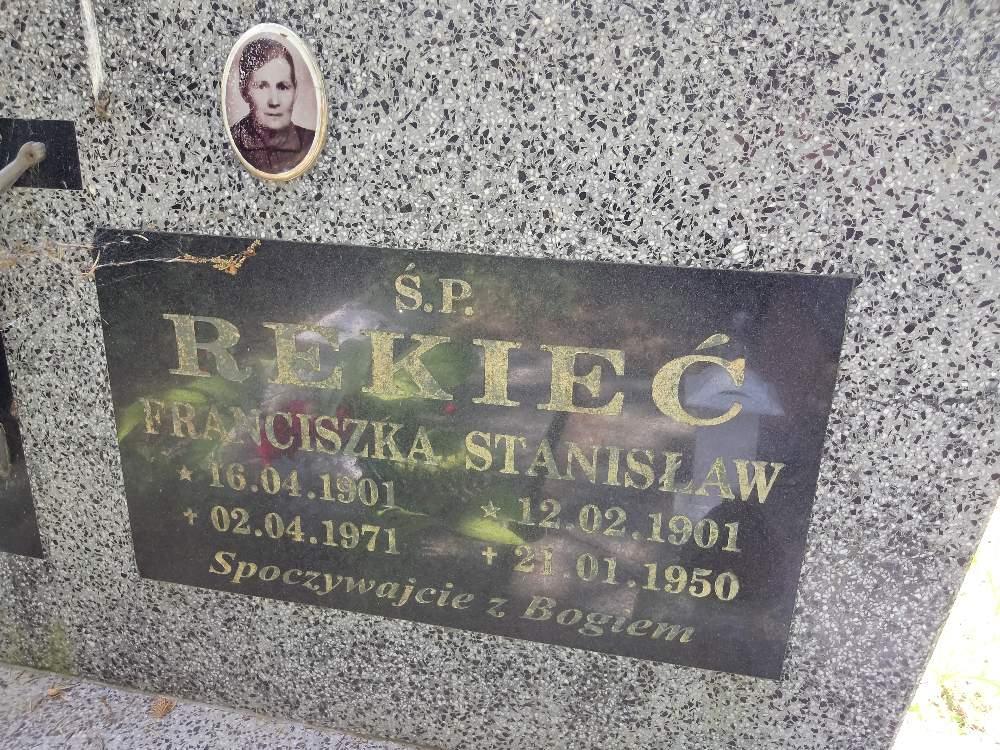 Ś.P.
REKIEĆ
FRANCISZKA STANISŁAW
* 16.04.1901 * 12.02.1901
+ 02.04.1971 + 21.01.1950
Spoczywajcie z Bogiem